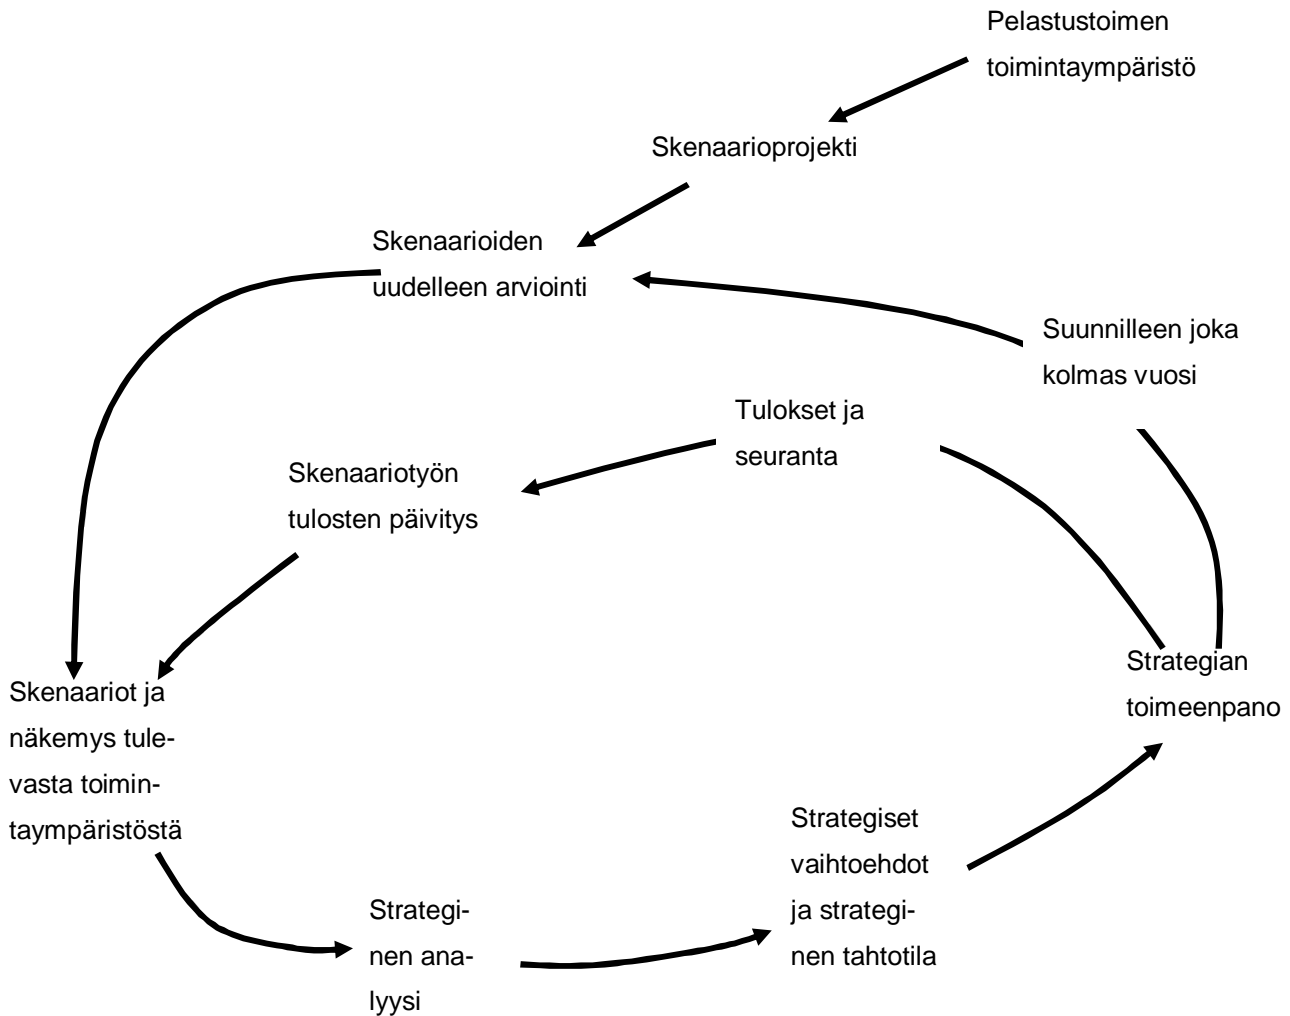 Pelastustoimen
toimintaympäristö
Skenaarioprojekti
Skenaarioiden
uudelleen arviointi
Suunnilleen joka
kolmas vuosi
Tulokset ja
seuranta
Skenaariotyön
tulosten päivitys
Strategian
toimeenpano
Skenaariot ja
näkemys tule-
vasta toimin-
taympäristöstä
Strategiset
vaihtoehdot
ja strategi-
nen tahtotila
Strategi-
nen ana-
lyysi